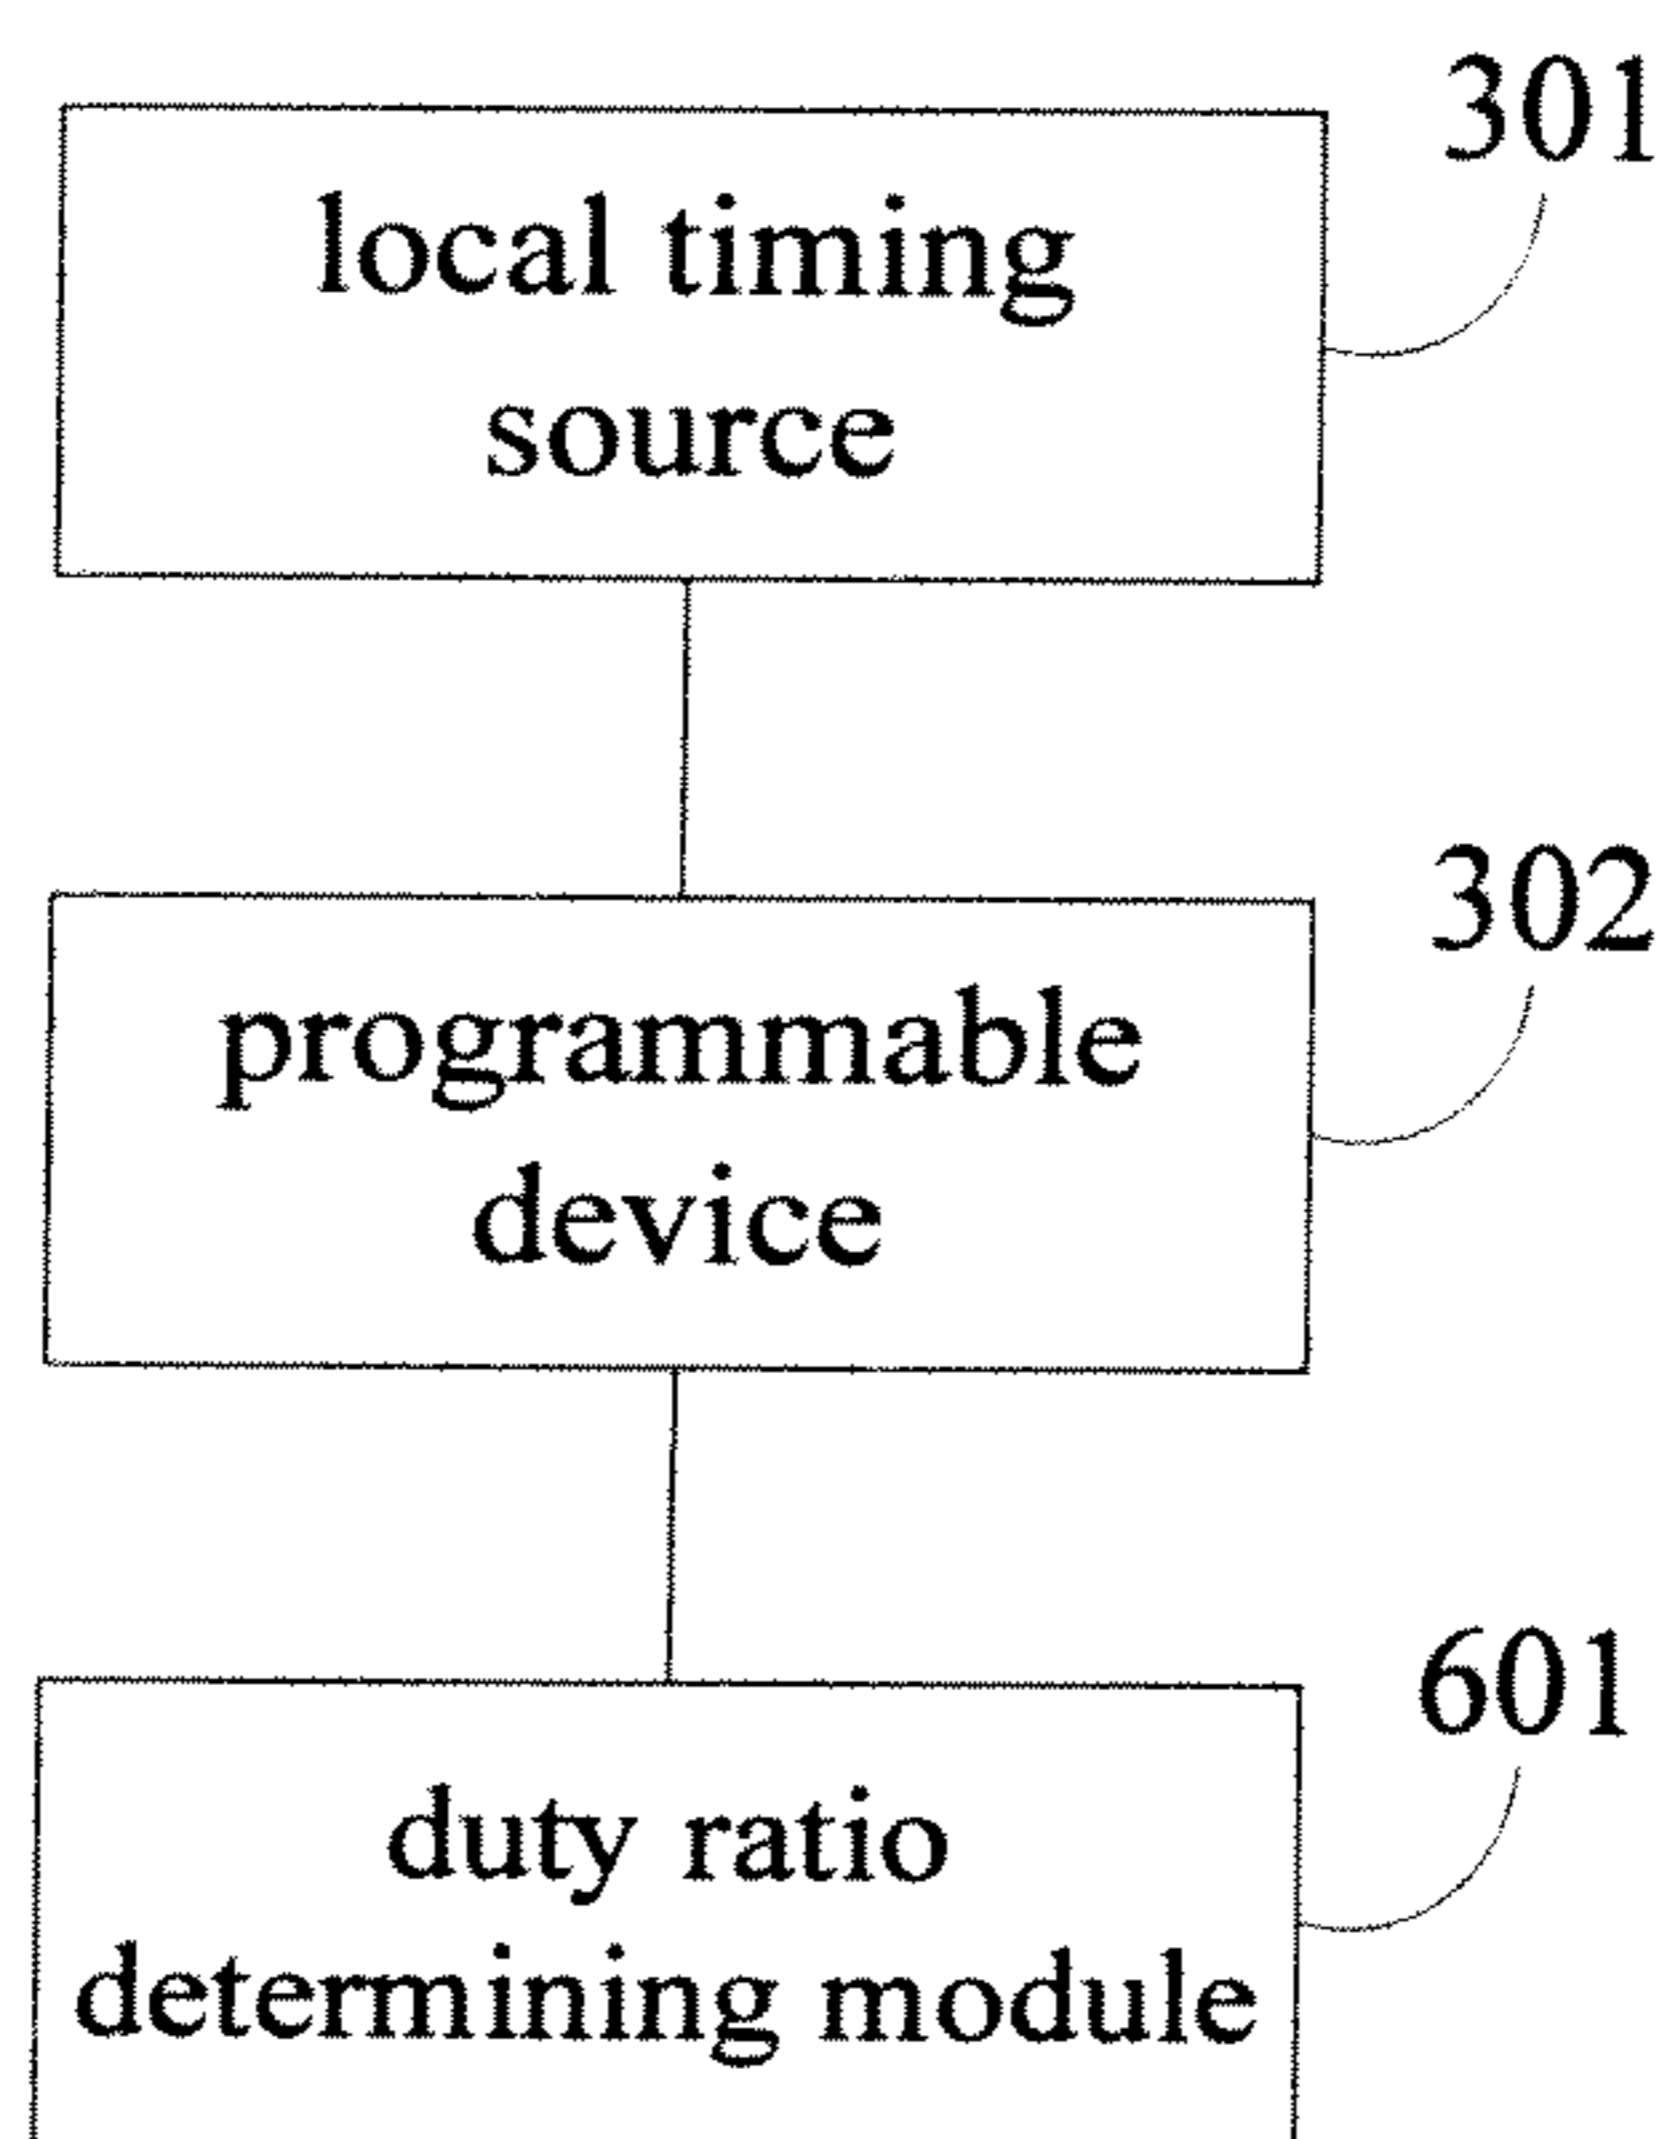 301
local timing
source
302
programmable
device
601
duty ratio
determining module